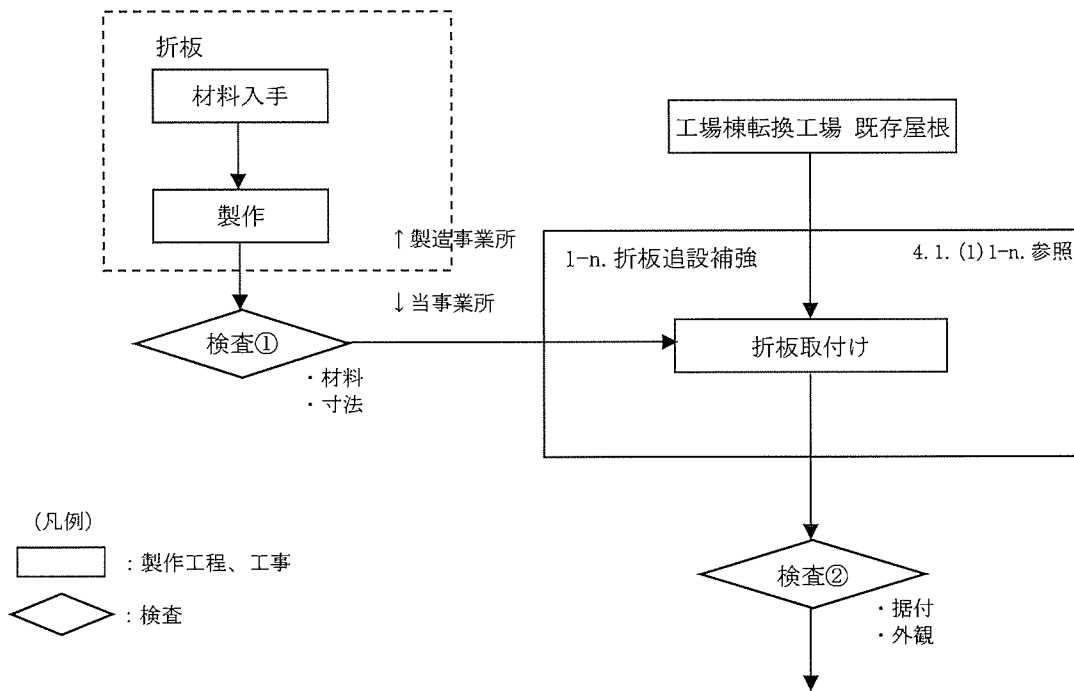 折板
材料入手
製作
↑製造事業所
↓当事業所
検査①
・材料
・寸法
工場棟転換工場 既存屋根
1-n. 折板追設補強
4.1.(1)1-n.参照
折板取付け
検査②
・据付
・外観
(凡例)
：製作工程、工事
：検査